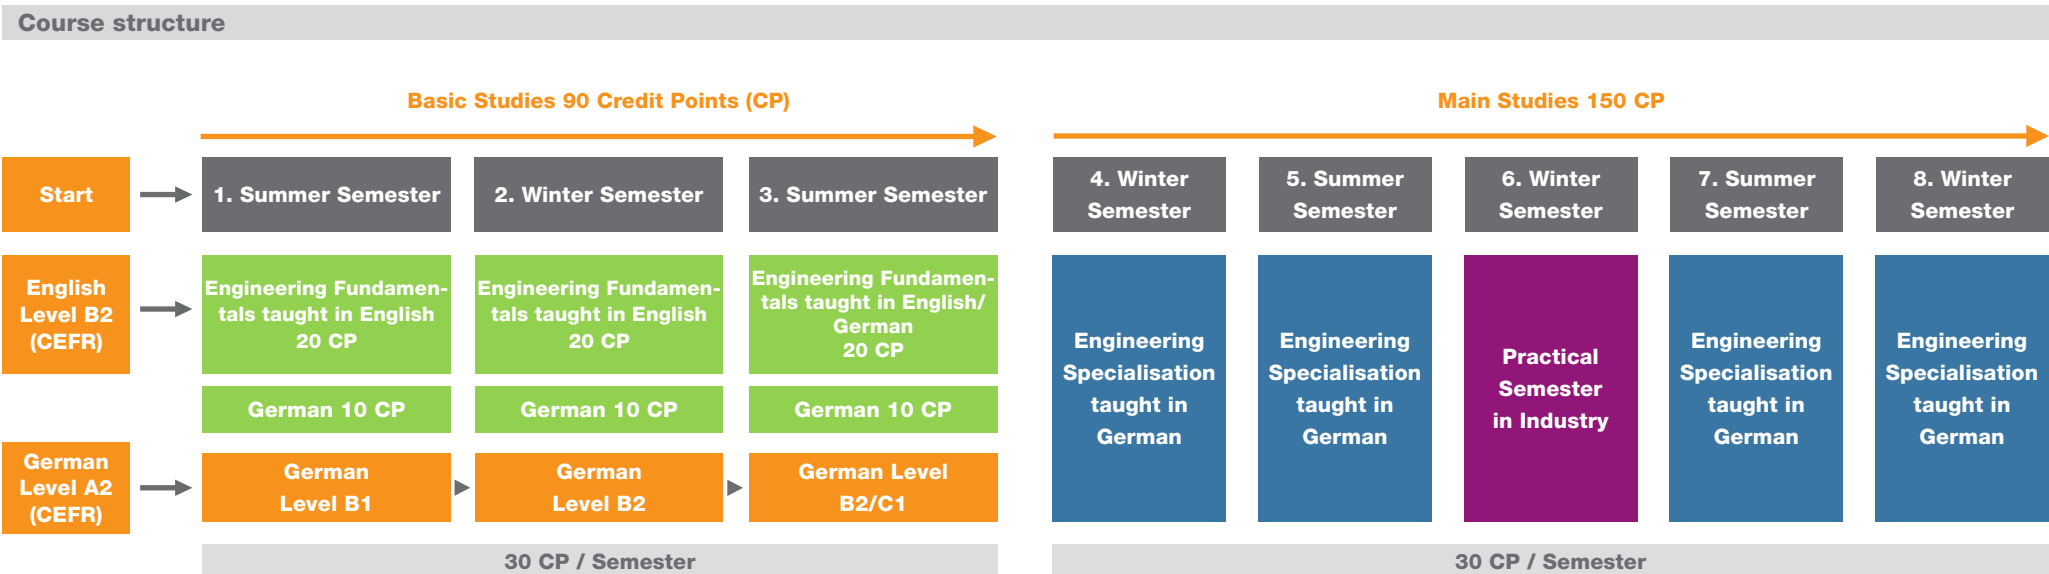 Course structure
Basic Studies 90 Credit Points (CP)
Main Studies 150 CP
Start
1. Summer Semester
2. Winter Semester
3. Summer Semester
4. Winter
Semester
5. Summer
Semester
6. Winter
Semester
7. Summer
Semester
8. Winter
Semester
English
Level B2
(CEFR)
Engineering Fundamen-
tals taught in English
20 CP
Engineering Fundamen-
tals taught in English
20 CP
Engineering Fundamen-
tals taught in English/
German
20 CP
German 10 CP
German 10 CP
German 10 CP
German
Level A2
(CEFR)
German
Level B1
German
Level B2
German Level
B2/C1
Engineering
Specialisation
taught in
German
Engineering
Specialisation
taught in
German
Practical
Semester
in Industry
Engineering
Specialisation
taught in
German
Engineering
Specialisation
taught in
German
30 CP / Semester
30 CP / Semester